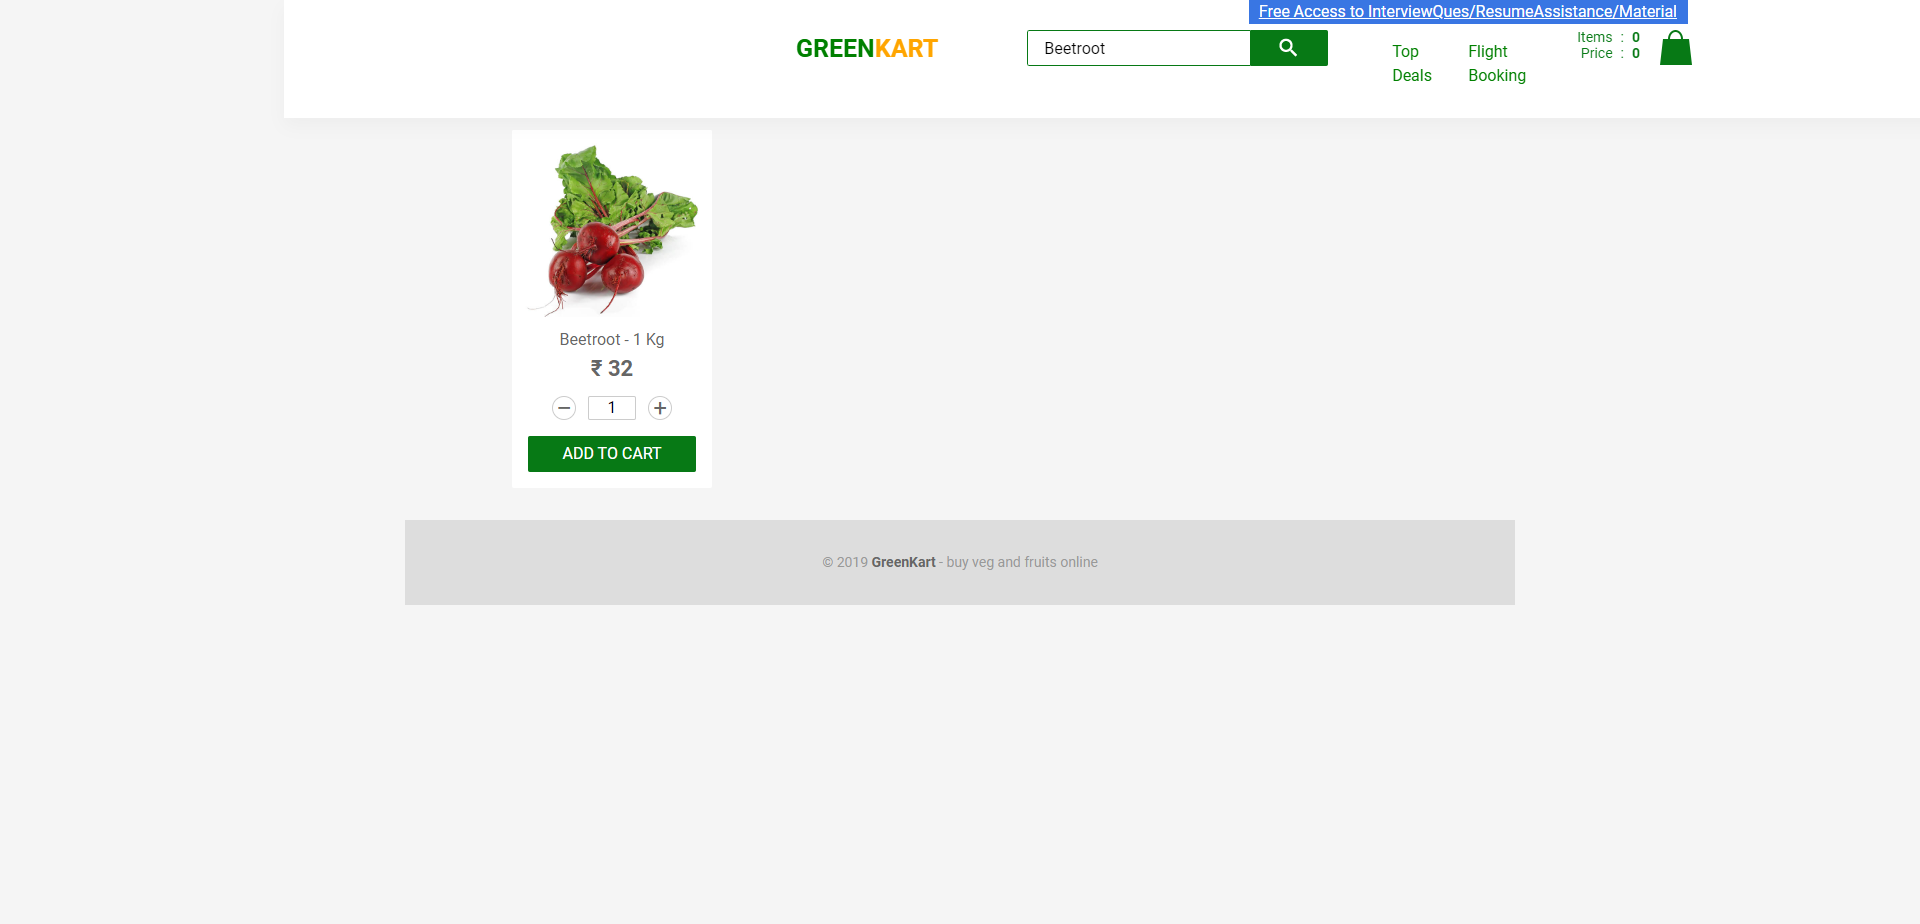 Free Access to InterviewQues/ResumeAssistance/Material
GREENKART
Beetroot
Top
Deals
Flight
Booking
Items : 0
Price : 0
Beetroot - 1 Kg
₹ 32
1
ADD TO CART
© 2019 GreenKart - buy veg and fruits online